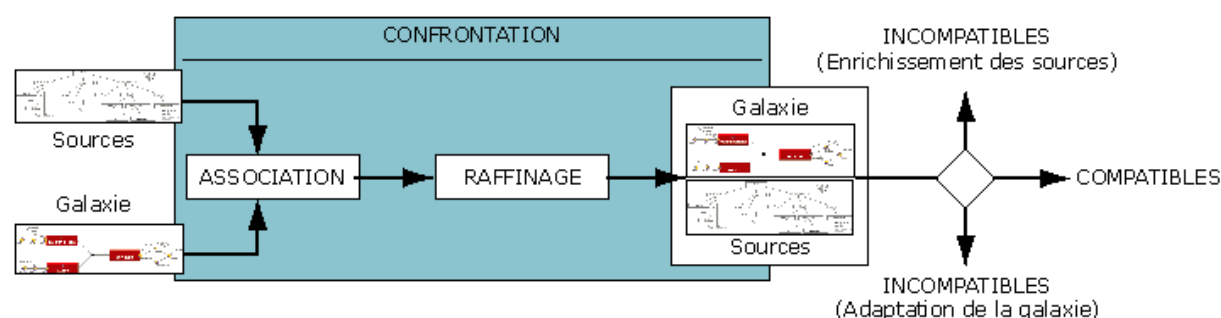 CONFRONTATION
INCOMPATIBLES
(Enrichissement des sources)
Sources
Galaxie
ASSOCIATION
RAFFINAGE
COMPATIBLES
Galaxie
Sources
INCOMPATIBLES
(Adaptation de la galaxie)